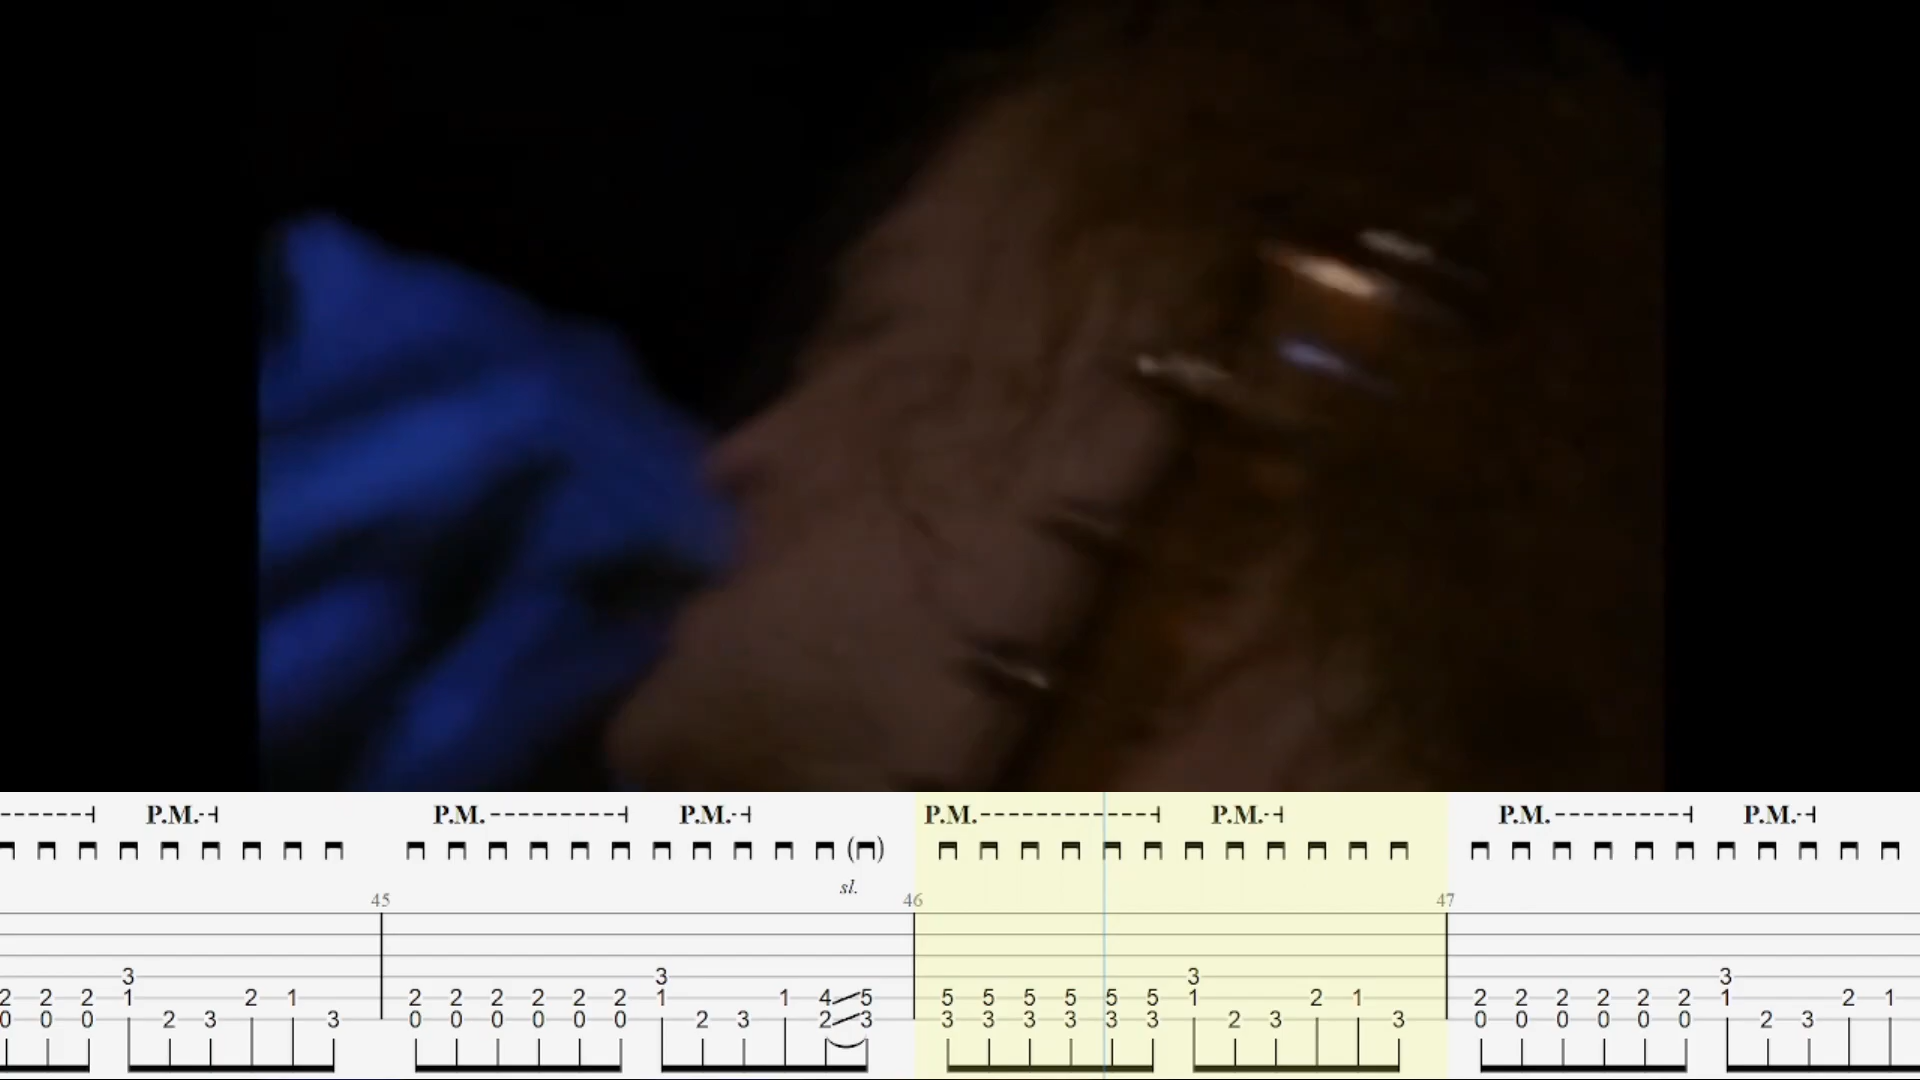 --------⊣ P.M.-⊣ P.M.----------⊣ P.M.-⊣ P.M.---------------⊣ P.M.-⊣ P.M.----------⊣ P.M.-⊣
( )
sl.
45 46 47
3 3 3 3
2 2 2 1 2 1 2 2 2 2 2 2 1 1 4 5 5 5 5 5 5 5 1 2 1 2 2 2 2 2 2 1 2 1
0 0 0 2 3 3 0 0 0 0 0 0 2 3 2 3 3 3 3 3 3 3 2 3 3 0 0 0 0 0 0 2 3